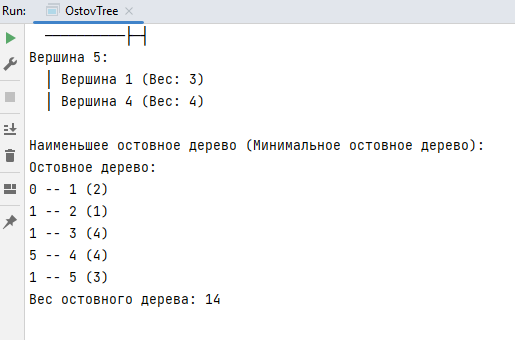 Run: OstovTree
Вершина 5:
Вершина 1 (Вес: 3)
Вершина 4 (Вес: 4)
Наименьшее остовное дерево (Минимальное остовное дерево):
Остовное дерево:
0 -- 1 (2)
1 -- 2 (1)
1 -- 3 (4)
5 -- 4 (4)
1 -- 5 (3)
Вес остовного дерева: 14